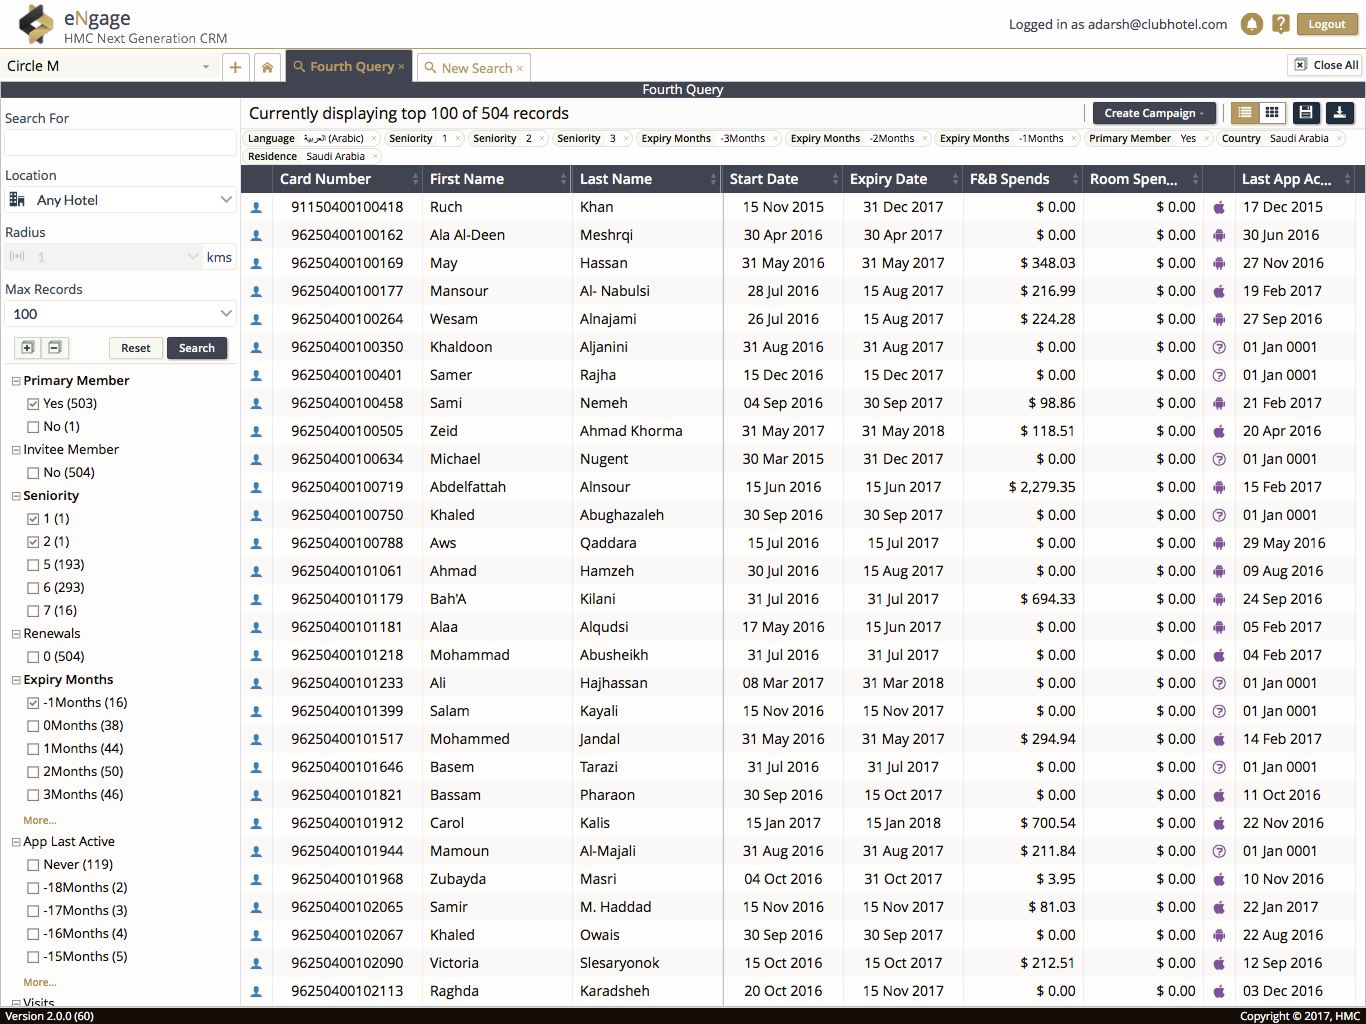 eNgage
HMC Next Generation CRM
Logged in as adarsh@clubhotel.com
?
Logout
Circle M
+
Fourth Query ×
New Search ×
Close All
Fourth Query
Search For
Location
Any Hotel
Radius
1
kms
Max Records
100
Reset
Search
Primary Member
Yes (503)
No (1)
Invitee Member
No (504)
Seniority
1 (1)
2 (1)
5 (193)
6 (293)
7 (16)
Renewals
0 (504)
Expiry Months
-1Months (16)
0Months (38)
1Months (44)
2Months (50)
3Months (46)
More...
App Last Active
Never (119)
-18Months (2)
-17Months (3)
-16Months (4)
-15Months (5)
More...
Visits
Currently displaying top 100 of 504 records
Create Campaign
Language العربية (Arabic) × Seniority 1 × Seniority 2 × Seniority 3 × Expiry Months -3Months × Expiry Months -2Months × Expiry Months -1Months × Primary Member Yes × Country Saudi Arabia ×
Residence Saudi Arabia ×
Card Number First Name Last Name Start Date Expiry Date F&B Spends Room Spen... Last App Ac...
91150400100418 Ruch Khan 15 Nov 2015 31 Dec 2017 $ 0.00 $ 0.00 17 Dec 2015
96250400100162 Ala Al-Deen Meshrqi 30 Apr 2016 30 Apr 2017 $ 0.00 $ 0.00 30 Jun 2016
96250400100169 May Hassan 31 May 2016 31 May 2017 $ 348.03 $ 0.00 27 Nov 2016
96250400100177 Mansour Al- Nabulsi 28 Jul 2016 15 Aug 2017 $ 216.99 $ 0.00 19 Feb 2017
96250400100264 Wesam Alnajami 26 Jul 2016 15 Aug 2017 $ 224.28 $ 0.00 27 Sep 2016
96250400100350 Khaldoon Aljanini 31 Aug 2016 31 Aug 2017 $ 0.00 $ 0.00 ? 01 Jan 0001
96250400100401 Samer Rajha 15 Dec 2016 15 Dec 2017 $ 0.00 $ 0.00 ? 01 Jan 0001
96250400100458 Sami Nemeh 04 Sep 2016 30 Sep 2017 $ 98.86 $ 0.00 21 Feb 2017
96250400100505 Zeid Ahmad Khorma 31 May 2017 31 May 2018 $ 118.51 $ 0.00 20 Apr 2016
96250400100634 Michael Nugent 30 Mar 2015 31 Dec 2017 $ 0.00 $ 0.00 ? 01 Jan 0001
96250400100719 Abdelfattah Alnsour 15 Jun 2016 15 Jun 2017 $ 2,279.35 $ 0.00 15 Feb 2017
96250400100750 Khaled Abughazaleh 30 Sep 2016 30 Sep 2017 $ 0.00 $ 0.00 ? 01 Jan 0001
96250400100788 Aws Qaddara 15 Jul 2016 15 Jul 2017 $ 0.00 $ 0.00 29 May 2016
96250400101061 Ahmad Hamzeh 30 Jul 2016 15 Aug 2017 $ 0.00 $ 0.00 09 Aug 2016
96250400101179 Bah'A Kilani 31 Jul 2016 31 Jul 2017 $ 694.33 $ 0.00 24 Sep 2016
96250400101181 Alaa Alqudsi 17 May 2016 15 Jun 2017 $ 0.00 $ 0.00 05 Feb 2017
96250400101218 Mohammad Abusheikh 31 Jul 2016 31 Jul 2017 $ 0.00 $ 0.00 04 Feb 2017
96250400101233 Ali Hajhassan 08 Mar 2017 31 Mar 2018 $ 0.00 $ 0.00 ? 01 Jan 0001
96250400101399 Salam Kayali 15 Nov 2016 15 Nov 2017 $ 0.00 $ 0.00 ? 01 Jan 0001
96250400101517 Mohammed Jandal 31 May 2016 31 May 2017 $ 294.94 $ 0.00 14 Feb 2017
96250400101646 Basem Tarazi 31 Jul 2016 31 Jul 2017 $ 0.00 $ 0.00 ? 01 Jan 0001
96250400101821 Bassam Pharaon 30 Sep 2016 15 Oct 2017 $ 0.00 $ 0.00 11 Oct 2016
96250400101912 Carol Kalis 15 Jan 2017 15 Jan 2018 $ 700.54 $ 0.00 22 Nov 2016
96250400101944 Mamoun Al-Majali 31 Aug 2016 31 Aug 2017 $ 211.84 $ 0.00 ? 01 Jan 0001
96250400101968 Zubayda Masri 04 Oct 2016 31 Oct 2017 $ 3.95 $ 0.00 10 Nov 2016
96250400102065 Samir M. Haddad 15 Nov 2016 15 Nov 2017 $ 81.03 $ 0.00 22 Jan 2017
96250400102067 Khaled Owais 30 Sep 2016 30 Sep 2017 $ 0.00 $ 0.00 22 Aug 2016
96250400102090 Victoria Slesaryonok 15 Oct 2016 15 Oct 2017 $ 212.51 $ 0.00 12 Sep 2016
96250400102113 Raghda Karadsheh 20 Oct 2016 15 Nov 2017 $ 0.00 $ 0.00 03 Dec 2016
Version 2.0.0 (60)
Copyright © 2017, HMC